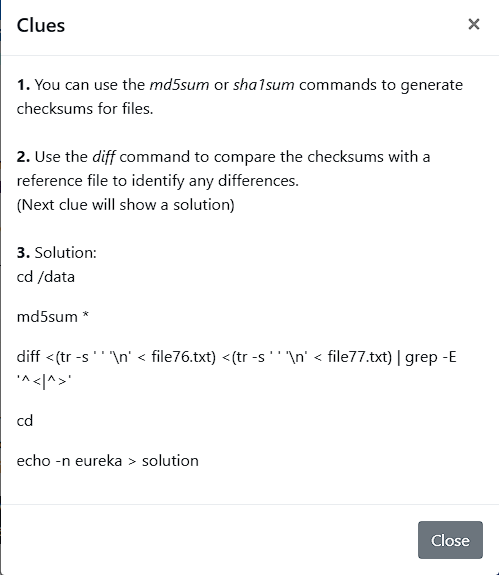 Clues
×
1. You can use the md5sum or sha1sum commands to generate
checksums for files.
2. Use the diff command to compare the checksums with a
reference file to identify any differences.
(Next clue will show a solution)
3. Solution:
cd /data
md5sum *
diff <(tr -s ' ' '\n' < file76.txt) <(tr -s ' ' '\n' < file77.txt) | grep -E
'^<|^>'
cd
echo -n eureka > solution
Close